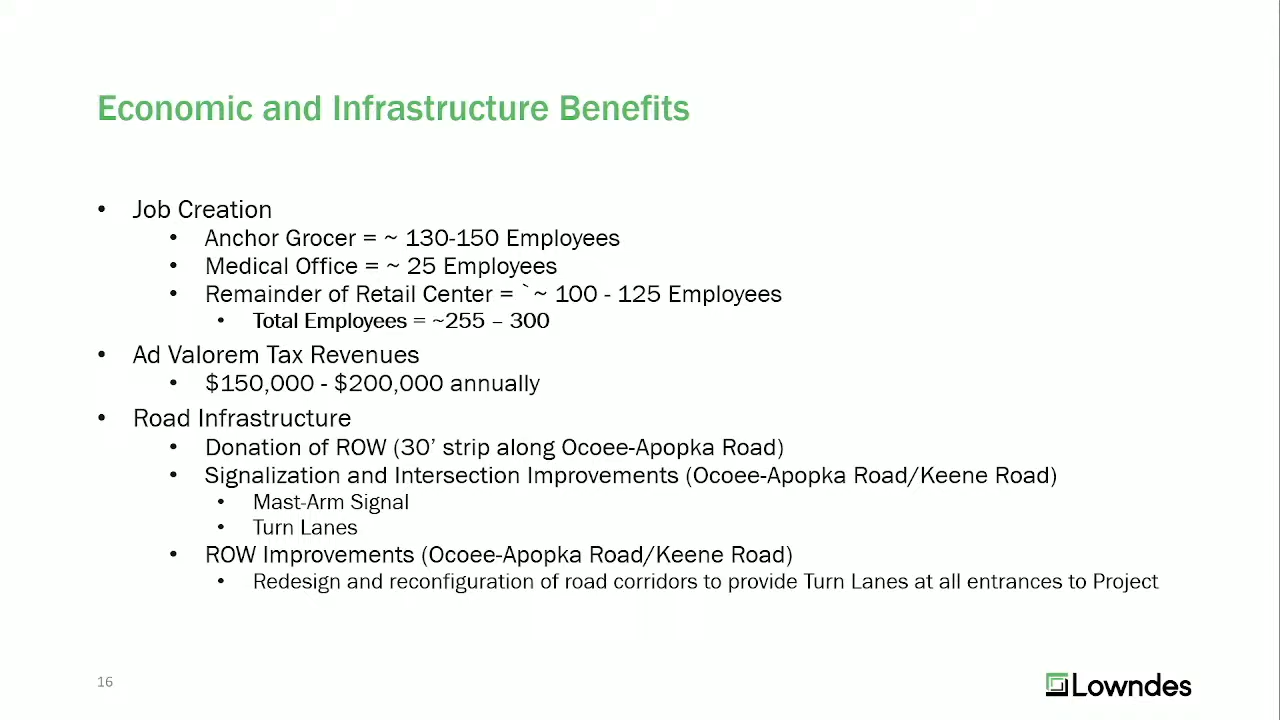 Economic and Infrastructure Benefits
• Job Creation
• Anchor Grocer = ~ 130-150 Employees
• Medical Office = ~ 25 Employees
• Remainder of Retail Center = `~ 100 - 125 Employees
• Total Employees = ~255 – 300
• Ad Valorem Tax Revenues
• $150,000 - $200,000 annually
• Road Infrastructure
• Donation of ROW (30’ strip along Ocoee-Apopka Road)
• Signalization and Intersection Improvements (Ocoee-Apopka Road/Keene Road)
• Mast-Arm Signal
• Turn Lanes
• ROW Improvements (Ocoee-Apopka Road/Keene Road)
• Redesign and reconfiguration of road corridors to provide Turn Lanes at all entrances to Project
16
Lowndes